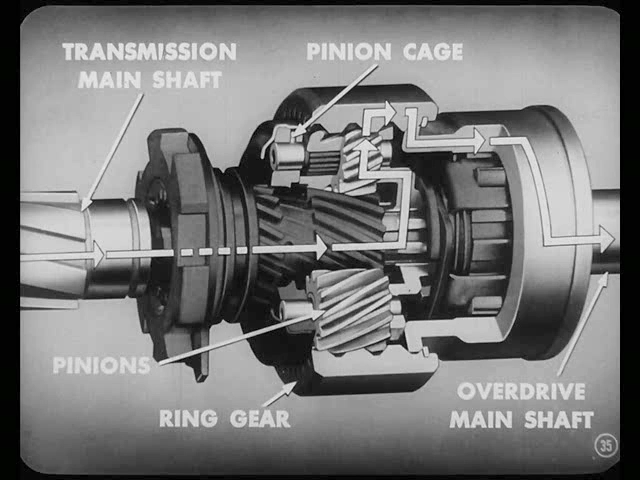 TRANSMISSION
MAIN SHAFT
PINION CAGE
PINIONS
RING GEAR
OVERDRIVE
MAIN SHAFT
35